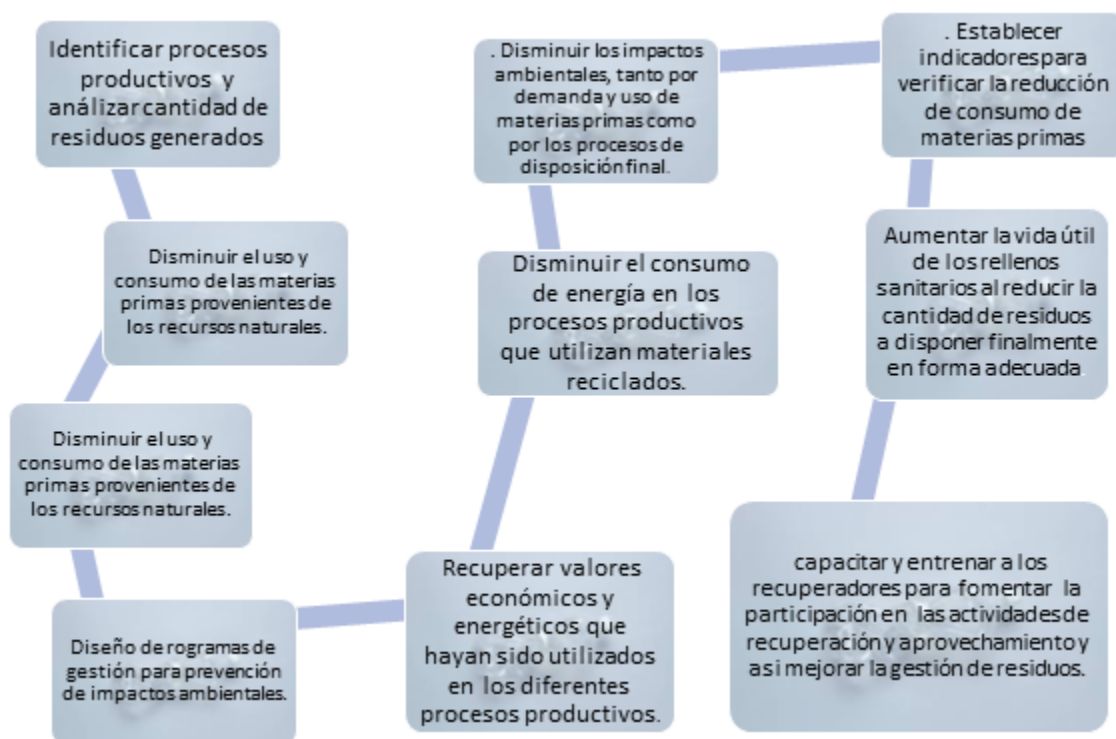 Identificar procesos
productivos y
análizar cantidad de
residuos generados
Disminuir el uso y
consumo de las materias
primas provenientes de
los recursos naturales.
Disminuir el uso y
consumo de las materias
primas provenientes de
los recursos naturales.
Diseño de rogramas de
gestión para prevención
de impactos ambientales.
Recuperar valores
económicos y
energéticos que
hayan sido utilizados
en los diferentes
procesos productivos.
Disminuir el consumo
de energía en los
procesos productivos
que utilizan materiales
reciclados.
. Disminuir los impactos
ambientales, tanto por
demanda y uso de
materias primas como
por los procesos de
disposición final.
. Establecer
indicadores para
verificar la reducción
de consumo de
materias primas
Aumentar la vida útil
de los rellenos
sanitarios al reducir la
cantidad de residuos
a disponer finalmente
en forma adecuada.
capacitar y entrenar a los
recuperadores para fomentar la
participación en las actividades de
recuperación y aprovechamiento y
asi mejorar la gestión de residuos.